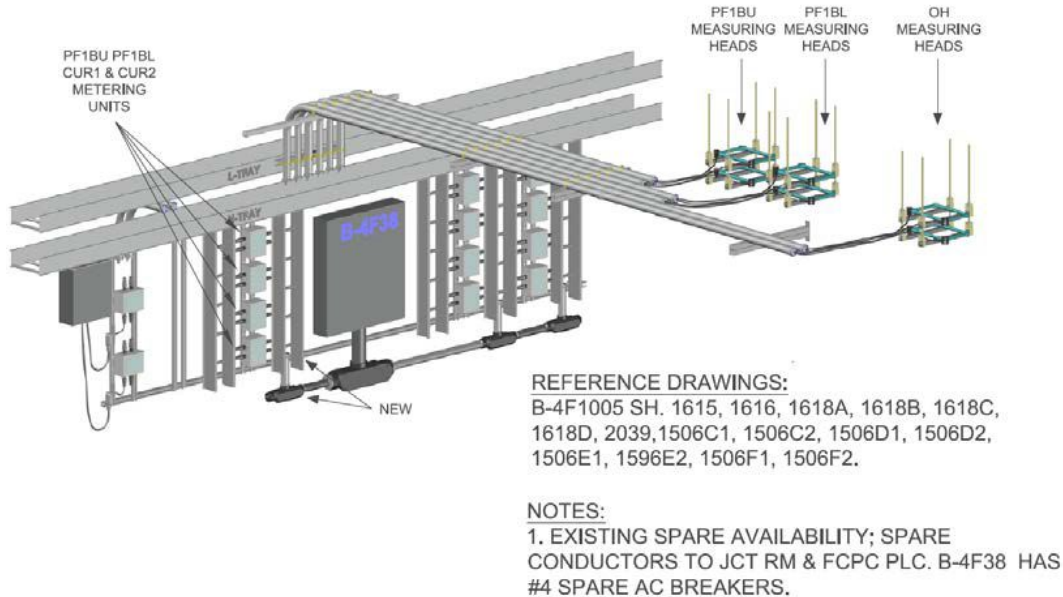 PF1BU
MEASURING
HEADS
PF1BL
MEASURING
HEADS
OH
MEASURING
HEADS
PF1BU PF1BL
CUR1 & CUR2
METERING
UNITS
L-TRAY
B-4F38
NEW
REFERENCE DRAWINGS:
B-4F1005 SH. 1615, 1616, 1618A, 1618B, 1618C,
1618D, 2039,1506C1, 1506C2, 1506D1, 1506D2,
1506E1, 1596E2, 1506F1, 1506F2.
NOTES:
1. EXISTING SPARE AVAILABILITY; SPARE
CONDUCTORS TO JCT RM & FCPC PLC. B-4F38 HAS
#4 SPARE AC BREAKERS.